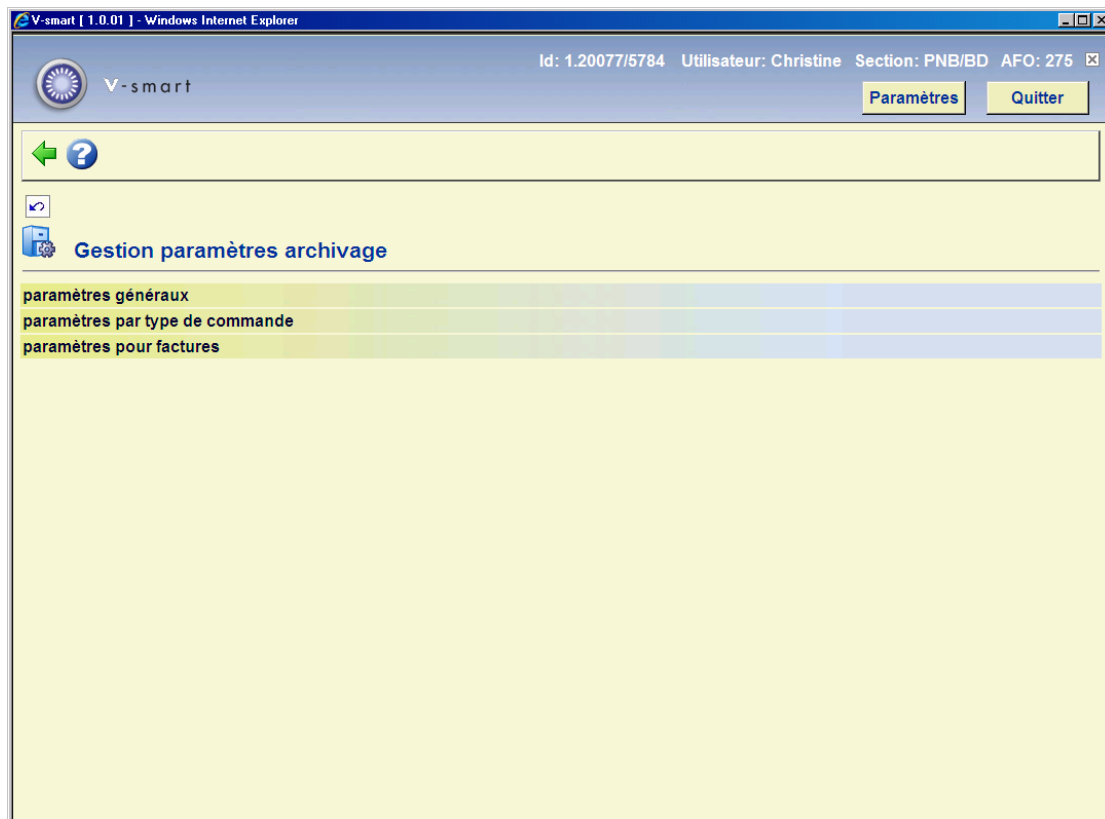 V-smart [ 1.0.01 ] - Windows Internet Explorer
Id: 1.20077/5784 Utilisateur: Christine Section: PNB/BD AFO: 275
V-smart
Paramètres Quitter
Gestion paramètres archivage
paramètres généraux
paramètres par type de commande
paramètres pour factures